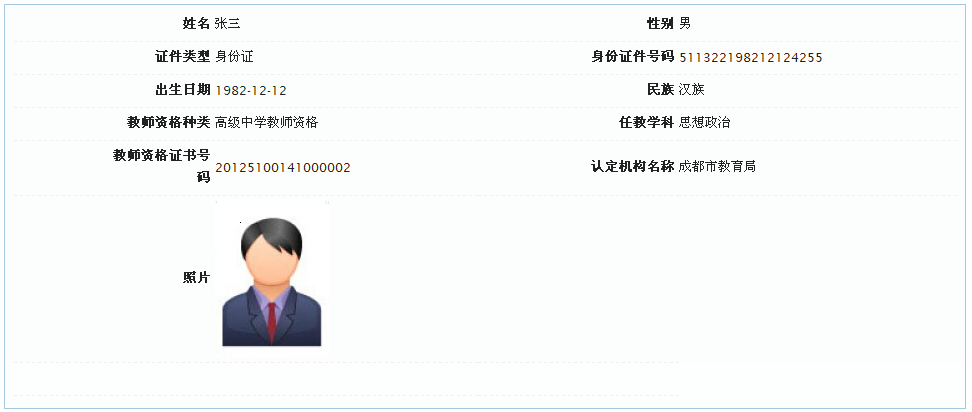 姓名 张三 性别 男
证件类型 身份证 身份证件号码 511322198212124255
出生日期 1982-12-12 民族 汉族
教师资格种类 高级中学教师资格 任教学科 思想政治
教师资格证书号
码 20125100141000002 认定机构名称 成都市教育局
照片